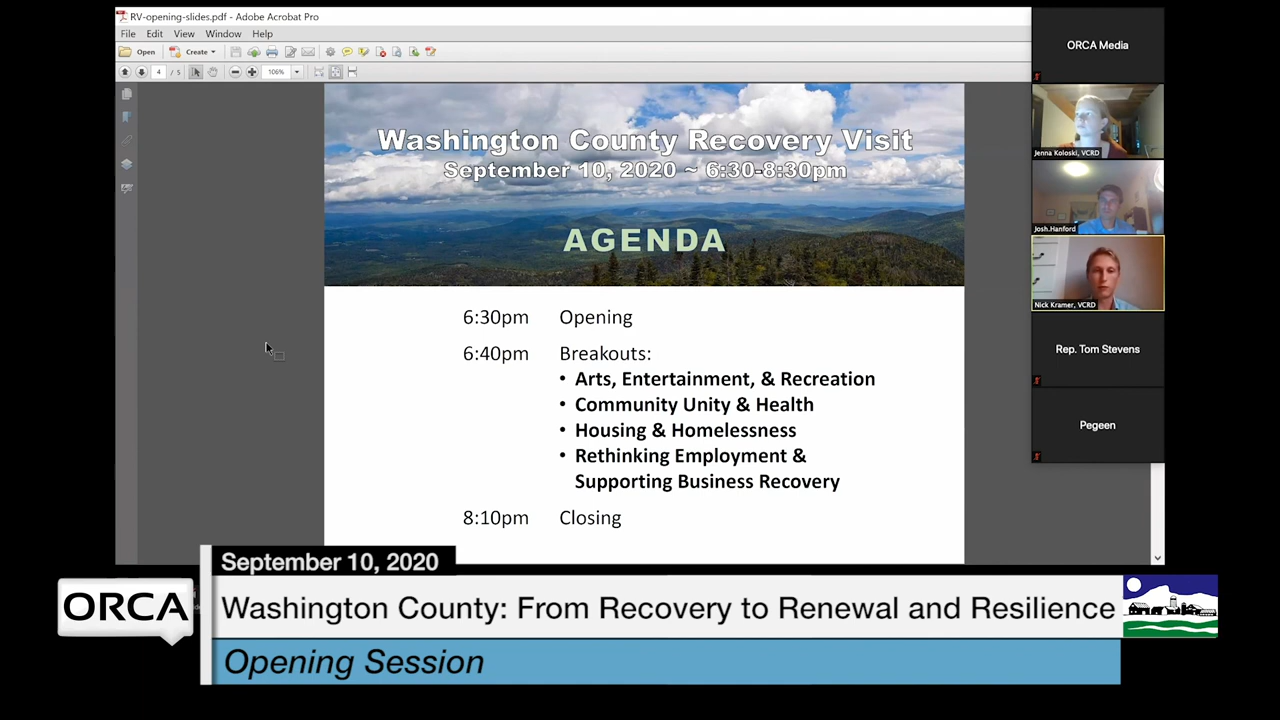 RV-opening-slides.pdf - Adobe Acrobat Pro
File Edit View Window Help
Open Create
4 / 5 106%
Washington County Recovery Visit
September 10, 2020 ~ 6:30-8:30pm
AGENDA
6:30pm Opening
6:40pm Breakouts:
• Arts, Entertainment, & Recreation
• Community Unity & Health
• Housing & Homelessness
• Rethinking Employment &
Supporting Business Recovery
8:10pm Closing
ORCA Media
Jenna Koloski, VCRD
Josh.Hanford
Nick Kramer, VCRD
Rep. Tom Stevens
Pegeen
September 10, 2020
ORCA
Washington County: From Recovery to Renewal and Resilience
Opening Session